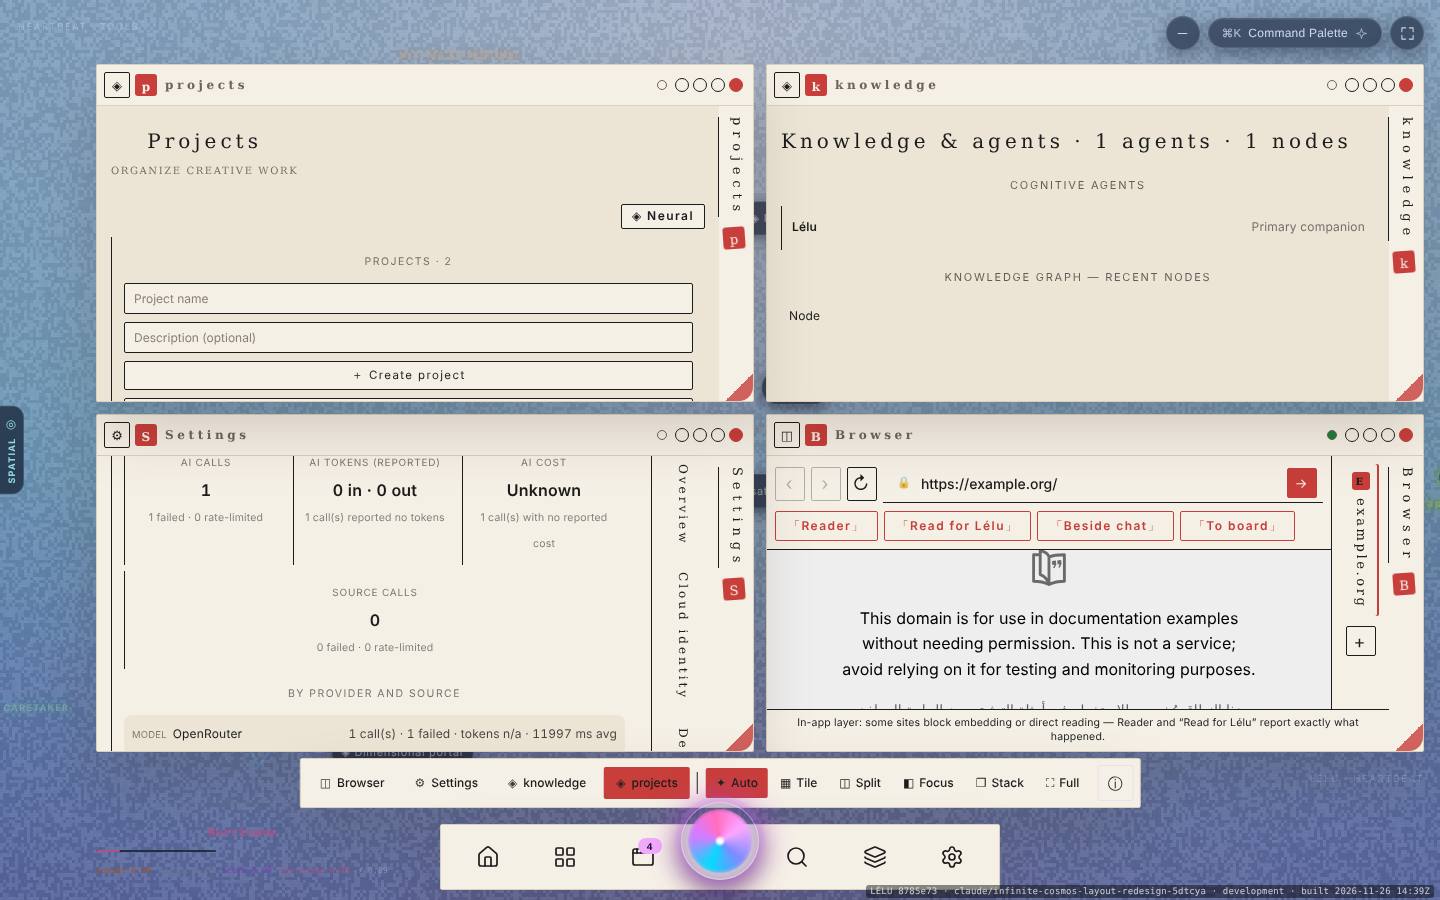 HEARTBEAT · TOOLS
⌘K Command Palette
p projects
Projects
ORGANIZE CREATIVE WORK
Neural
PROJECTS · 2
Project name
Description (optional)
+ Create project
projects
p
k knowledge
Knowledge & agents · 1 agents · 1 nodes
COGNITIVE AGENTS
Lélu
Primary companion
KNOWLEDGE GRAPH — RECENT NODES
Node
knowledge
k
SPATIAL
S Settings
AI CALLS
1
1 failed · 0 rate-limited
AI TOKENS (REPORTED)
0 in · 0 out
1 call(s) reported no tokens
AI COST
Unknown
1 call(s) with no reported
cost
SOURCE CALLS
0
0 failed · 0 rate-limited
BY PROVIDER AND SOURCE
MODEL OpenRouter
1 call(s) · 1 failed · tokens n/a · 11997 ms avg
Overview
Cloud identity
De
Settings
S
B Browser
https://example.org/
「Reader」
「Read for Lélu」
「Beside chat」
「To board」
This domain is for use in documentation examples
without needing permission. This is not a service;
avoid relying on it for testing and monitoring purposes.
In-app layer: some sites block embedding or direct reading — Reader and “Read for Lélu” report exactly what
happened.
E example.org
+
Browser
B
CARETAKER
Dimensional portal
Browser
Settings
knowledge
projects
Auto
Tile
Split
Focus
Stack
Full
4
LÉLU 8785e73 · claude/infinite-cosmos-layout-redesign-5dtcya · development · built 2026-11-26 14:39Z